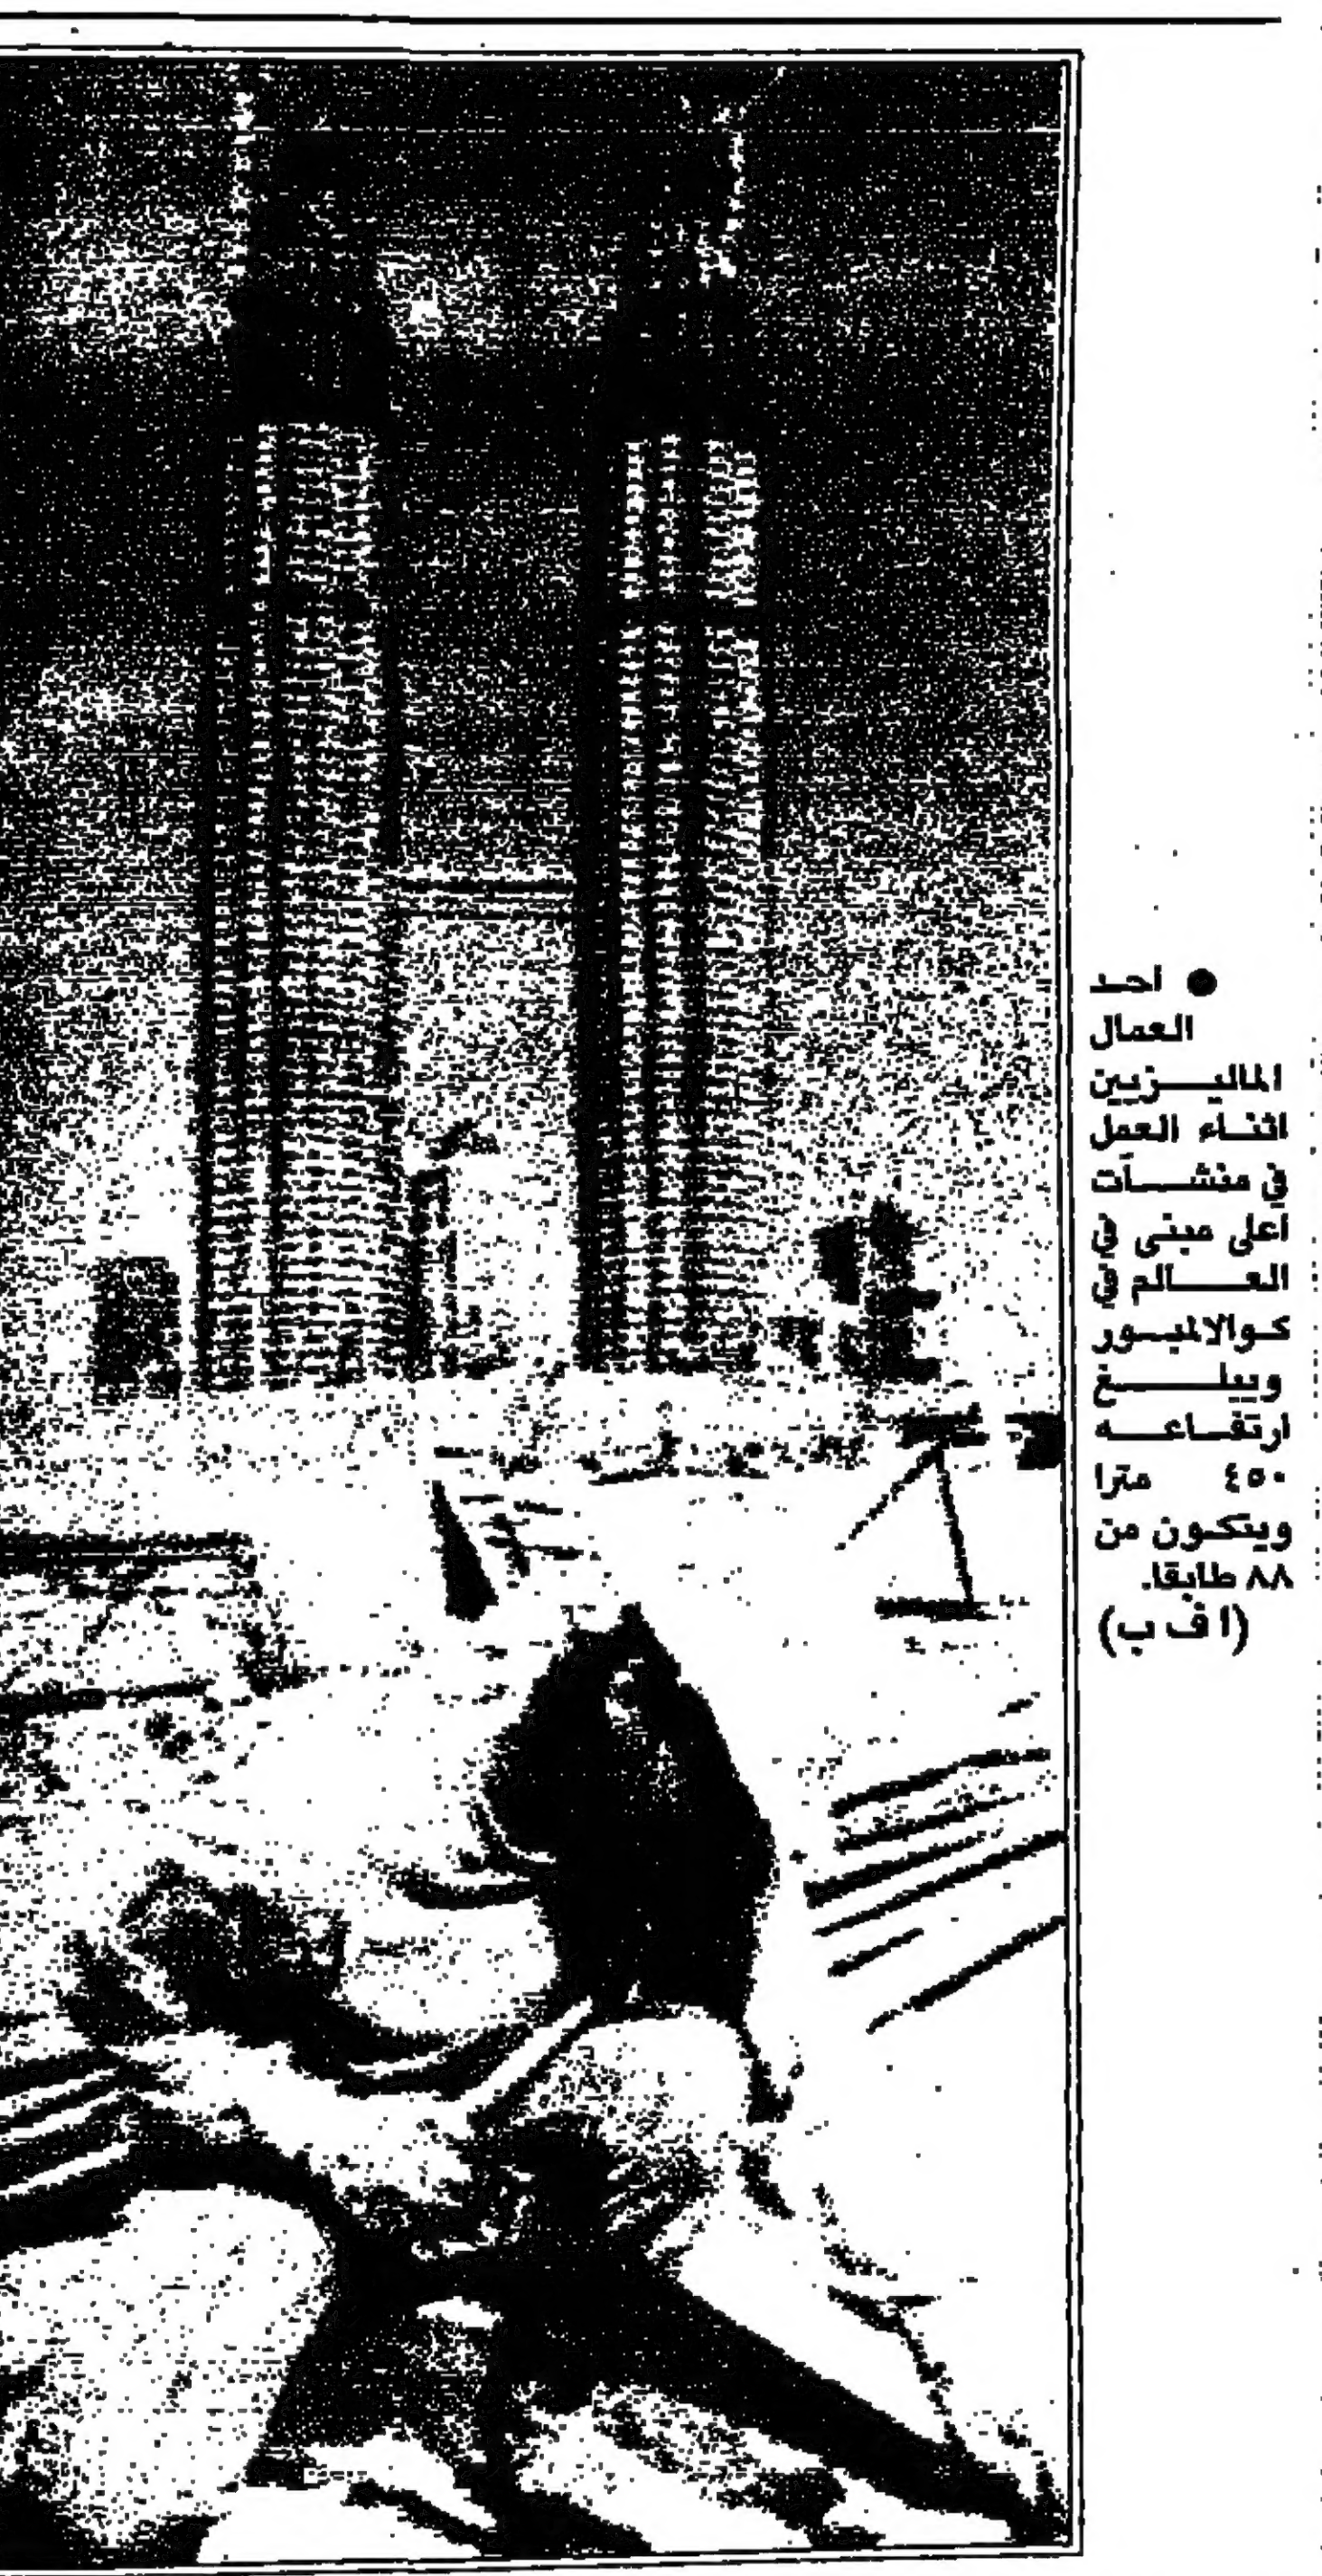 ● احد
العمال
الماليزيين
اثناء العمل
في منشآت
اعلى مبنى في
العالم في
كوالالمبور
ويبلغ
ارتفاعه
٤٥٠ مترا
ويتكون من
٨٨ طابقا.
(ا ف ب)